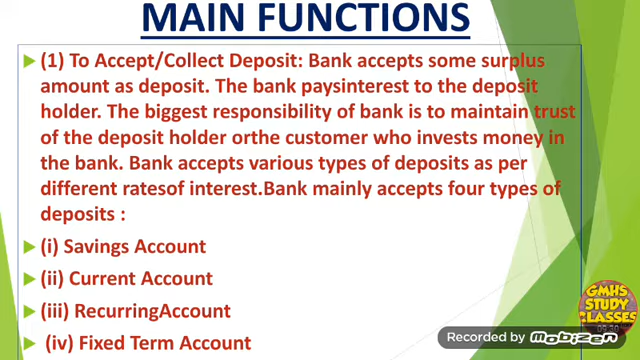 MAIN FUNCTIONS
(1) To Accept/Collect Deposit: Bank accepts some surplus
amount as deposit. The bank paysinterest to the deposit
holder. The biggest responsibility of bank is to maintain trust
of the deposit holder orthe customer who invests money in
the bank. Bank accepts various types of deposits as per
different ratesof interest.Bank mainly accepts four types of
deposits :
(i) Savings Account
(ii) Current Account
(iii) RecurringAccount
(iv) Fixed Term Account
GMHS
STUDY
CLASSES
Recorded by mobizen